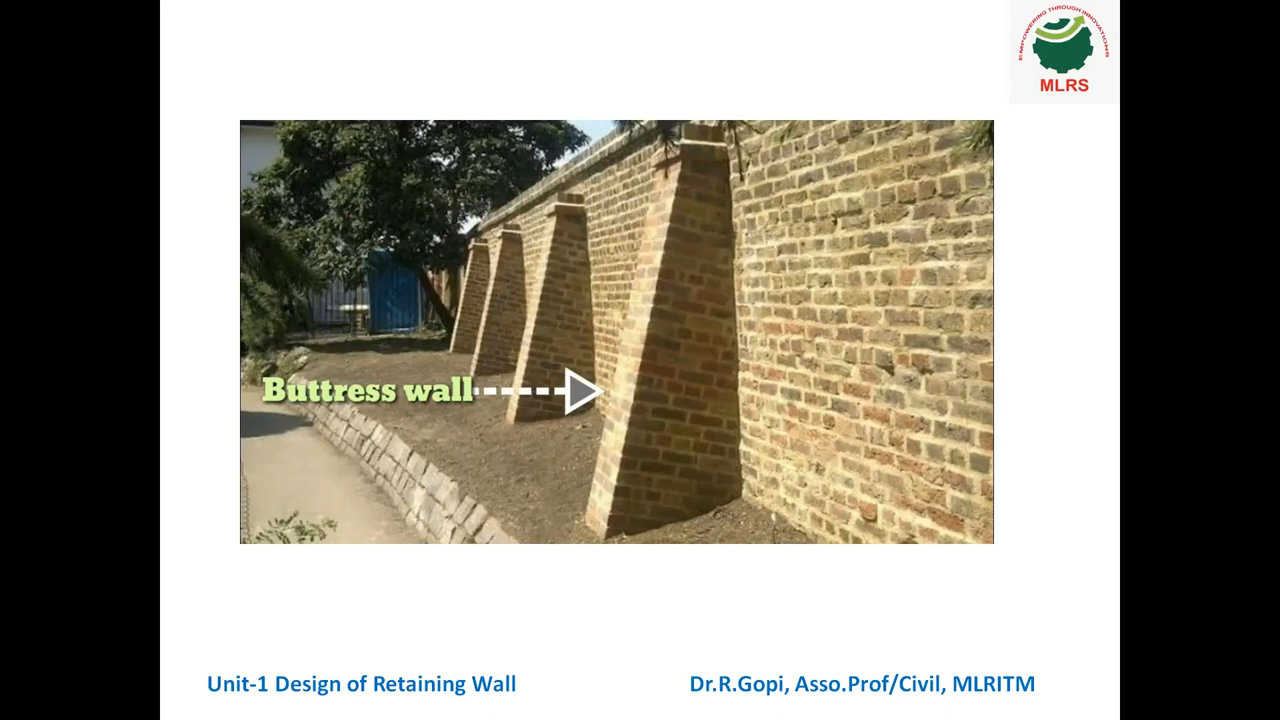 EMPOWERING THROUGH INNOVATIONS
MLRS
Buttress wall
Unit-1 Design of Retaining Wall
Dr.R.Gopi, Asso.Prof/Civil, MLRITM